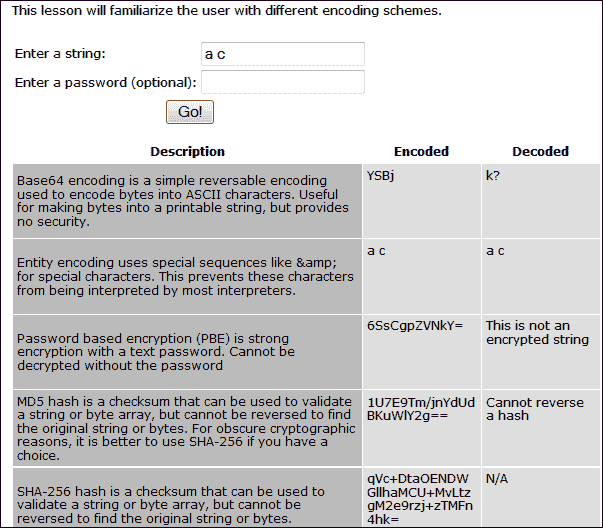 This lesson will familiarize the user with different encoding schemes.
Enter a string: a c
Enter a password (optional):
Go!
Description Encoded Decoded
Base64 encoding is a simple reversable encoding
used to encode bytes into ASCII characters. Useful
for making bytes into a printable string, but provides
no security.
YSBj
k?
Entity encoding uses special sequences like &amp;
for special characters. This prevents these characters
from being interpreted by most interpreters.
a c
a c
Password based encryption (PBE) is strong
encryption with a text password. Cannot be
decrypted without the password
6SsCgpZVNkY=
This is not an
encrypted string
MD5 hash is a checksum that can be used to validate
a string or byte array, but cannot be reversed to find
the original string or bytes. For obscure cryptographic
reasons, it is better to use SHA-256 if you have a
choice.
1U7E9Tm/jnYdUd
BKuWlY2g==
Cannot reverse
a hash
SHA-256 hash is a checksum that can be used to
validate a string or byte array, but cannot be
reversed to find the original string or bytes.
qVc+DtaOENDW
GllhaMCU+MvLtz
gM2e9rzj+zTMFn
4hk=
N/A